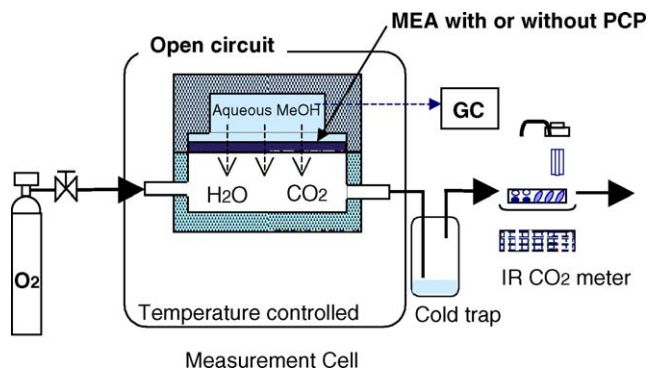 MEA with or without PCP
Open circuit
Aqueous MeOH
GC
H2O
CO2
O2
IR CO2 meter
Cold trap
Temperature controlled
Measurement Cell